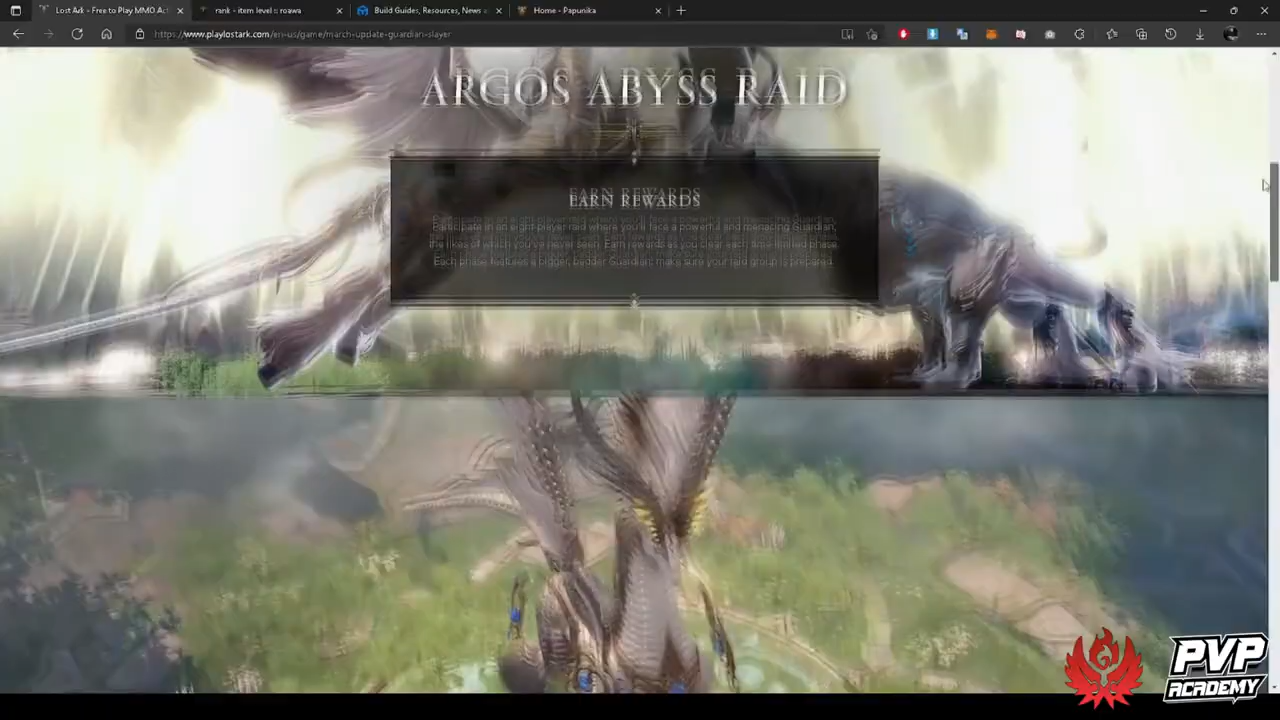 Lost Ark - Free to Play MMO Act
rank - item level :: roawa
Build Guides, Resources, News a
Home - Papunika
https://www.playlostark.com/en-us/game/march-update-guardian-slayer
ARGOS ABYSS RAID
EARN REWARDS
Participate in an eight-player raid where you'll face a powerful and menacing Guardian,
the likes of which you've never seen. Earn rewards as you clear each time-limited phase.
Each phase features a bigger, badder Guardian: make sure your raid group is prepared.
PVP
ACADEMY